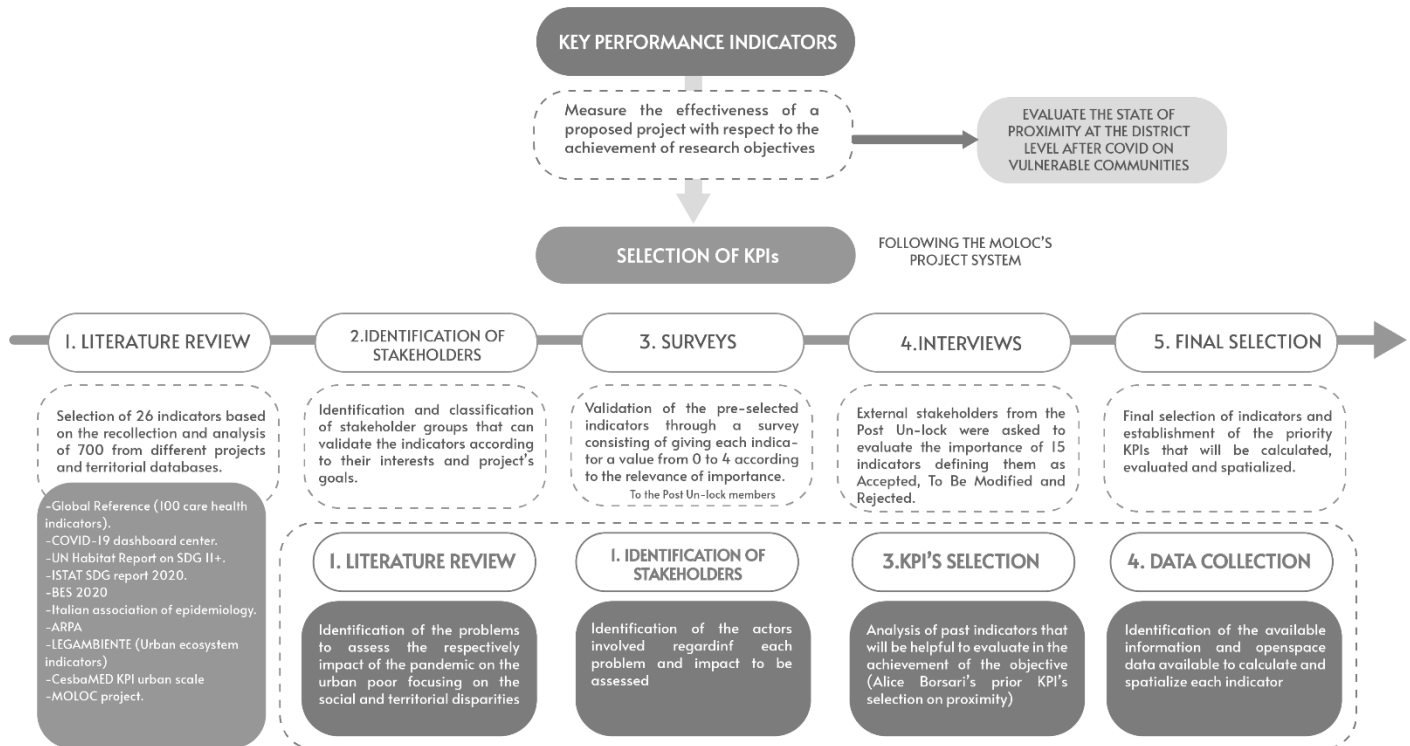 KEY PERFORMANCE INDICATORS
Measure the effectiveness of a
proposed project with respect to the
achievement of research objectives
EVALUATE THE STATE OF
PROXIMITY AT THE DISTRICT
LEVEL AFTER COVID ON
VULNERABLE COMMUNITIES
SELECTION OF KPIs
FOLLOWING THE MOLOC'S
PROJECT SYSTEM
1. LITERATURE REVIEW
2.IDENTIFICATION OF
STAKEHOLDERS
3. SURVEYS
4.INTERVIEWS
5. FINAL SELECTION
Selection of 26 indicators based
on the recollection and analysis
of 700 from different projects
and territorial databases.
Identification and classification
of stakeholder groups that can
validate the indicators according
to their interests and project's
goals.
Validation of the pre-selected
indicators through a survey
consisting of giving each indica-
tor a value from 0 to 4 according
to the relevance of importance.
To the Post Un-lock members
External stakeholders from the
Post Un-lock were asked to
evaluate the importance of 15
indicators defining them as
Accepted, To Be Modified and
Rejected.
Final selection of indicators and
establishment of the priority
KPIs that will be calculated,
evaluated and spatialized.
-Global Reference (100 care health
indicators).
-COVID-19 dashboard center.
-UN Habitat Report on SDG 11+.
-ISTAT SDG report 2020.
-BES 2020
-Italian association of epidemiology.
-ARPA
-LEGAMBIENTE (Urban ecosystem
indicators)
-CesbaMED KPI urban scale
-MOLOC project.
1. LITERATURE REVIEW
1. IDENTIFICATION OF
STAKEHOLDERS
3.KPI'S SELECTION
4. DATA COLLECTION
Identification of the problems
to assess the respectively
impact of the pandemic on the
urban poor focusing on the
social and territorial disparities
Identification of the actors
involved regardinf each
problem and impact to be
assessed
Analysis of past indicators that
will be helpful to evaluate in the
achievement of the objective
(Alice Borsari's prior KPI's
selection on proximity)
Identification of the available
information and openspace
data available to calculate and
spatialize each indicator